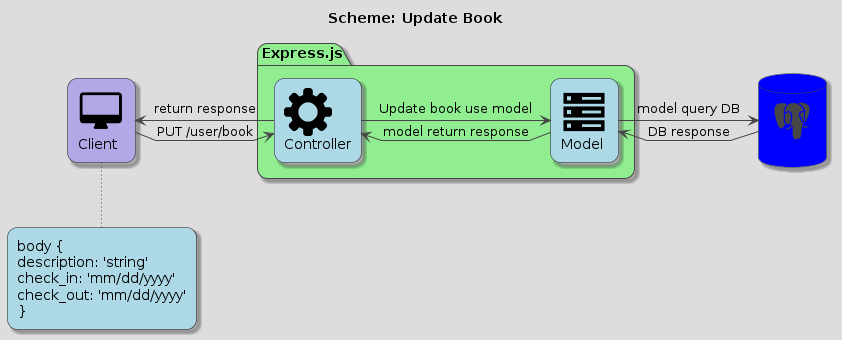 Scheme: Update Book
Express.js
return response
PUT /user/book
Client
Update book use model
model return response
Controller
Model
model query DB
DB response
body {
description: 'string'
check_in: 'mm/dd/yyyy'
check_out: 'mm/dd/yyyy'
}